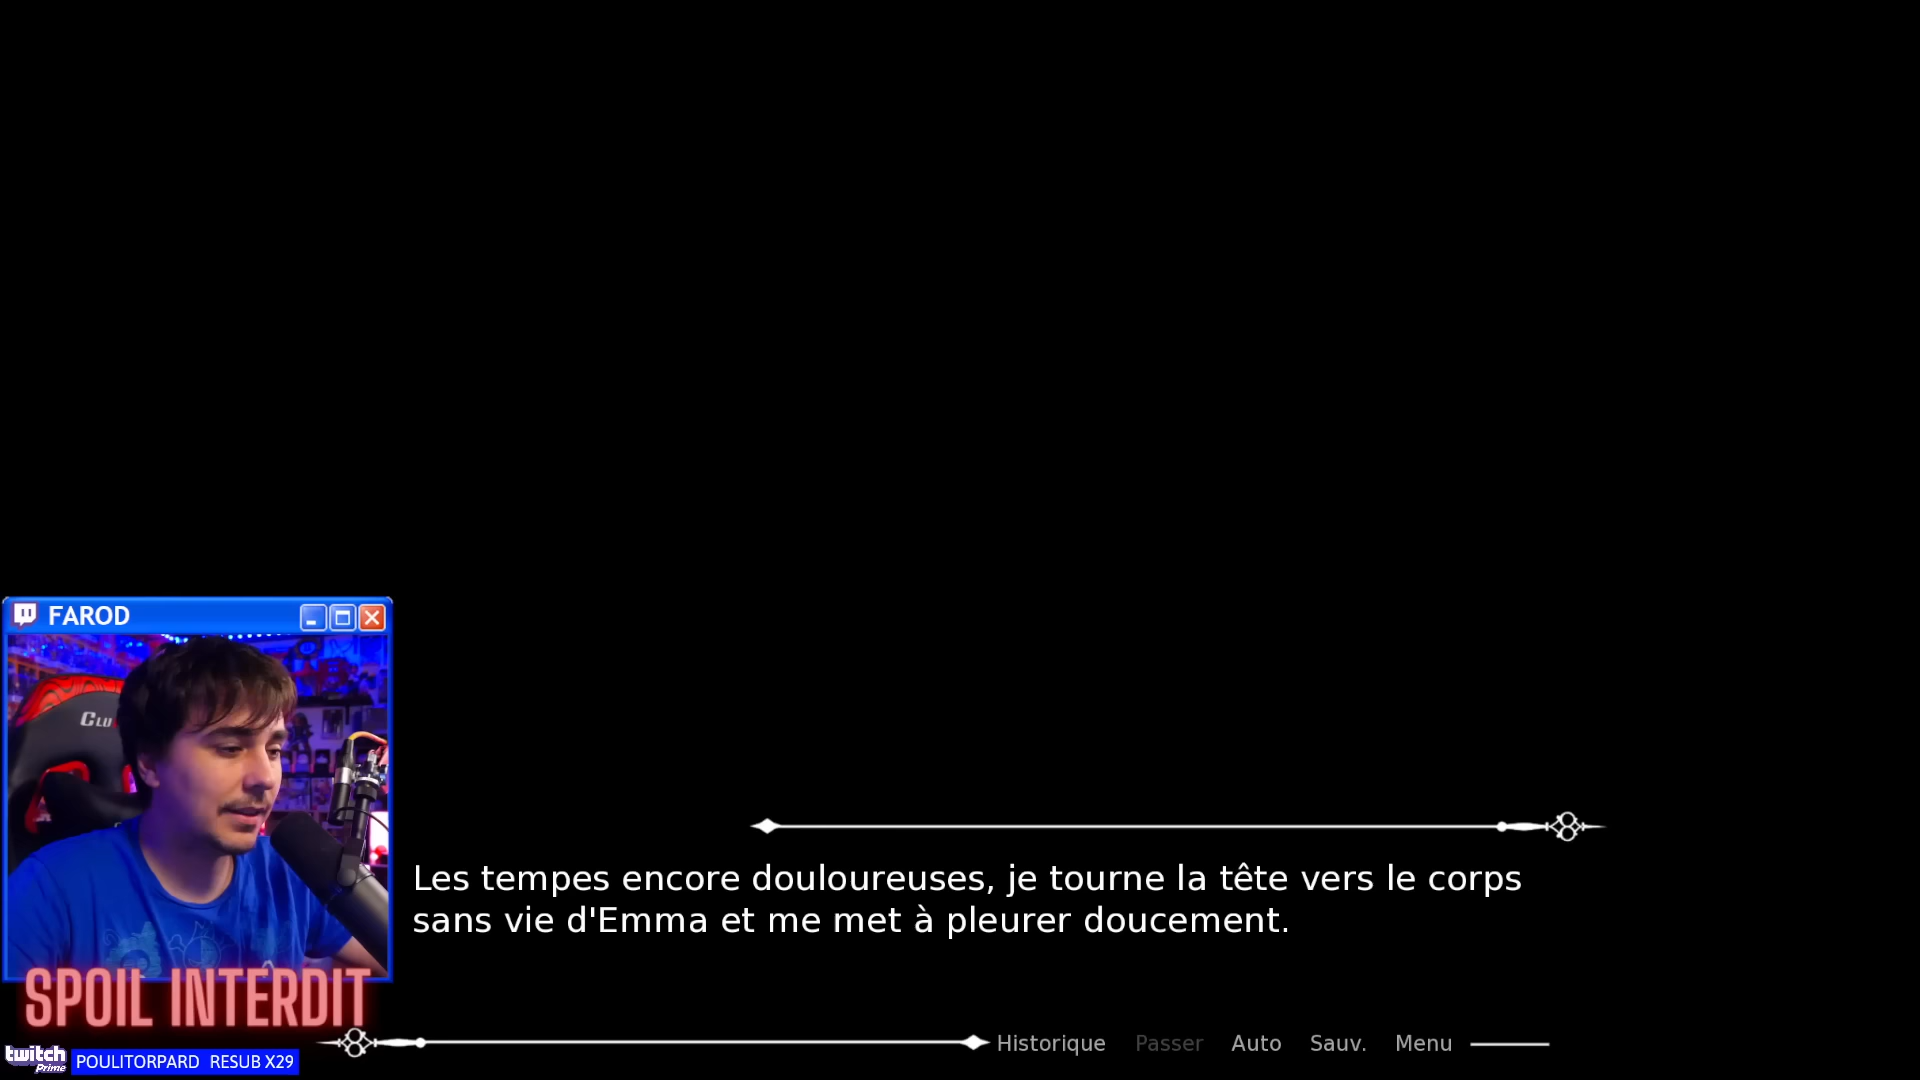 FAROD
CLU
Les tempes encore douloureuses, je tourne la tête vers le corps
sans vie d'Emma et me met à pleurer doucement.
SPOIL INTERDIT
Historique Passer Auto Sauv. Menu
twitch
Prime
POULITORPARD RESUB X29